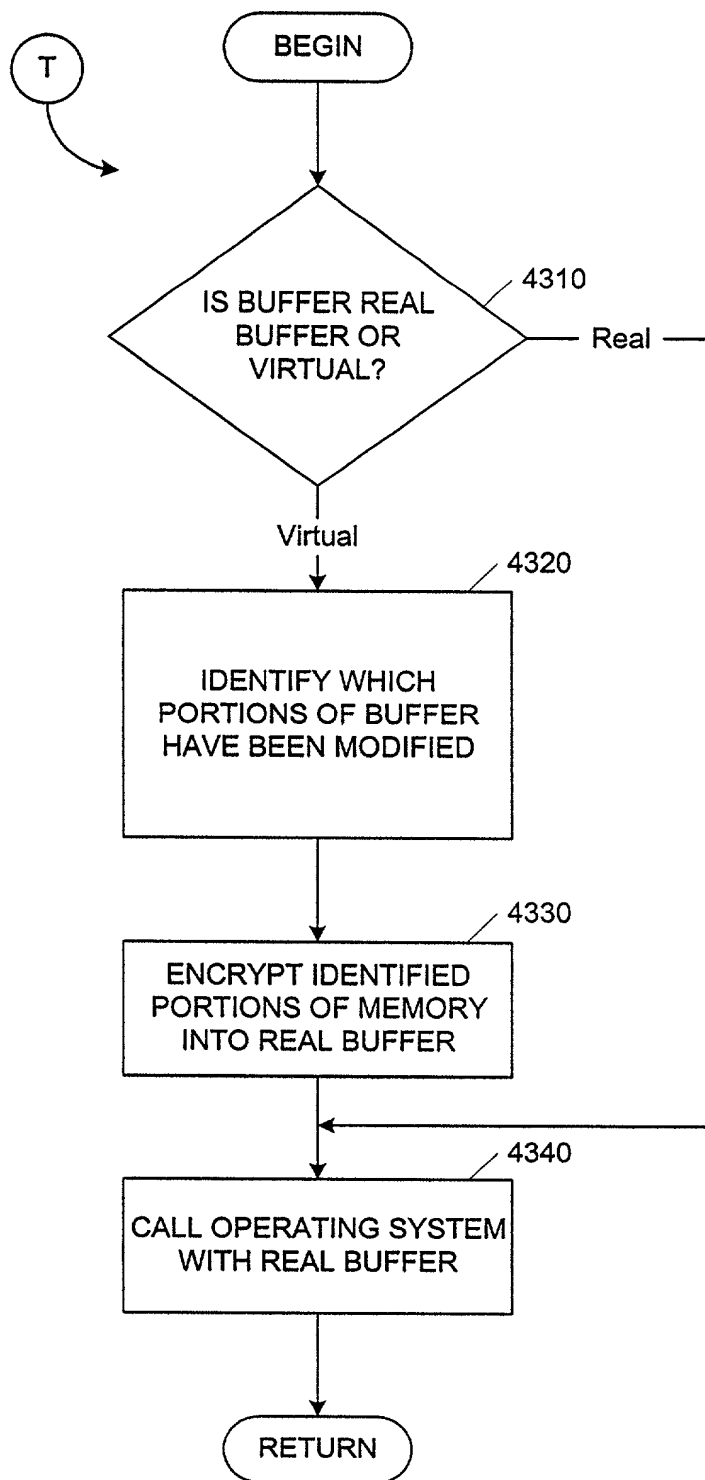 T
BEGIN
4310
IS BUFFER REAL
BUFFER OR
VIRTUAL?
Real
Virtual
4320
IDENTIFY WHICH
PORTIONS OF BUFFER
HAVE BEEN MODIFIED
4330
ENCRYPT IDENTIFIED
PORTIONS OF MEMORY
INTO REAL BUFFER
4340
CALL OPERATING SYSTEM
WITH REAL BUFFER
RETURN